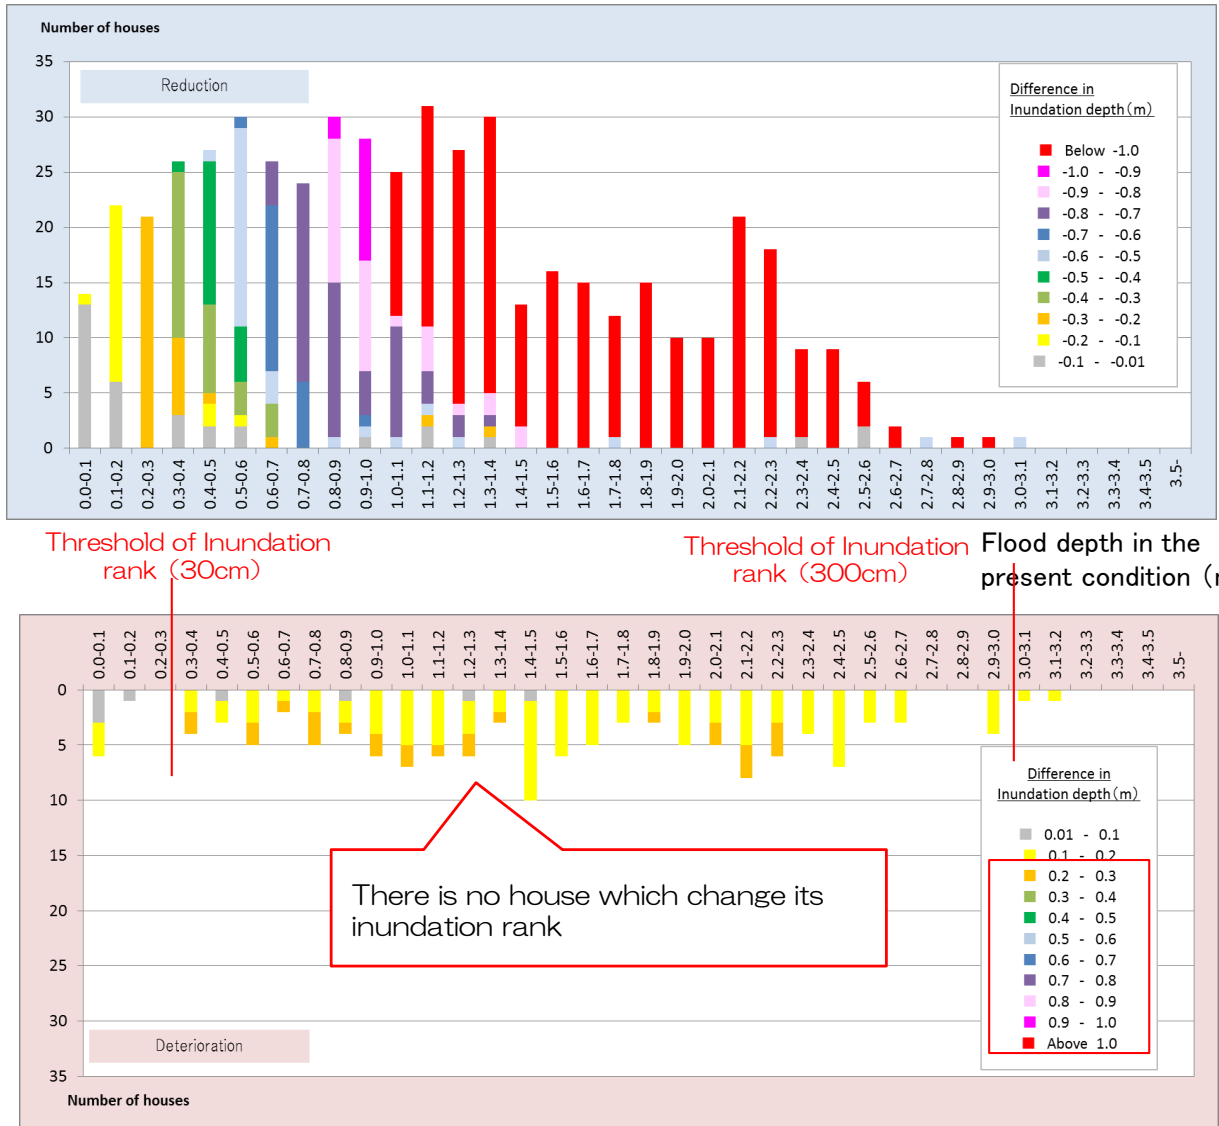 Number of houses
35
30
25
20
15
10
5
0
Reduction
Difference in
Inundation depth(m)
Below -1.0
-1.0 - -0.9
-0.9 - -0.8
-0.8 - -0.7
-0.7 - -0.6
-0.6 - -0.5
-0.5 - -0.4
-0.4 - -0.3
-0.3 - -0.2
-0.2 - -0.1
-0.1 - -0.01
0.0-0.1
0.1-0.2
0.2-0.3
0.3-0.4
0.4-0.5
0.5-0.6
0.6-0.7
0.7-0.8
0.8-0.9
0.9-1.0
1.0-1.1
1.1-1.2
1.2-1.3
1.3-1.4
1.4-1.5
1.5-1.6
1.6-1.7
1.7-1.8
1.8-1.9
1.9-2.0
2.0-2.1
2.1-2.2
2.2-2.3
2.3-2.4
2.4-2.5
2.5-2.6
2.6-2.7
2.7-2.8
2.8-2.9
2.9-3.0
3.0-3.1
3.1-3.2
3.2-3.3
3.3-3.4
3.4-3.5
3.5-
Threshold of Inundation
rank (30cm)
Threshold of Inundation
rank (300cm)
Flood depth in the
present condition (
0.0-0.1
0.1-0.2
0.2-0.3
0.3-0.4
0.4-0.5
0.5-0.6
0.6-0.7
0.7-0.8
0.8-0.9
0.9-1.0
1.0-1.1
1.1-1.2
1.2-1.3
1.3-1.4
1.4-1.5
1.5-1.6
1.6-1.7
1.7-1.8
1.8-1.9
1.9-2.0
2.0-2.1
2.1-2.2
2.2-2.3
2.3-2.4
2.4-2.5
2.5-2.6
2.6-2.7
2.7-2.8
2.8-2.9
2.9-3.0
3.0-3.1
3.1-3.2
3.2-3.3
3.3-3.4
3.4-3.5
3.5-
0
5
10
15
20
25
30
35
There is no house which change its
inundation rank
Difference in
Inundation depth(m)
0.01 - 0.1
0.1 - 0.2
0.2 - 0.3
0.3 - 0.4
0.4 - 0.5
0.5 - 0.6
0.6 - 0.7
0.7 - 0.8
0.8 - 0.9
0.9 - 1.0
Above 1.0
Deterioration
Number of houses